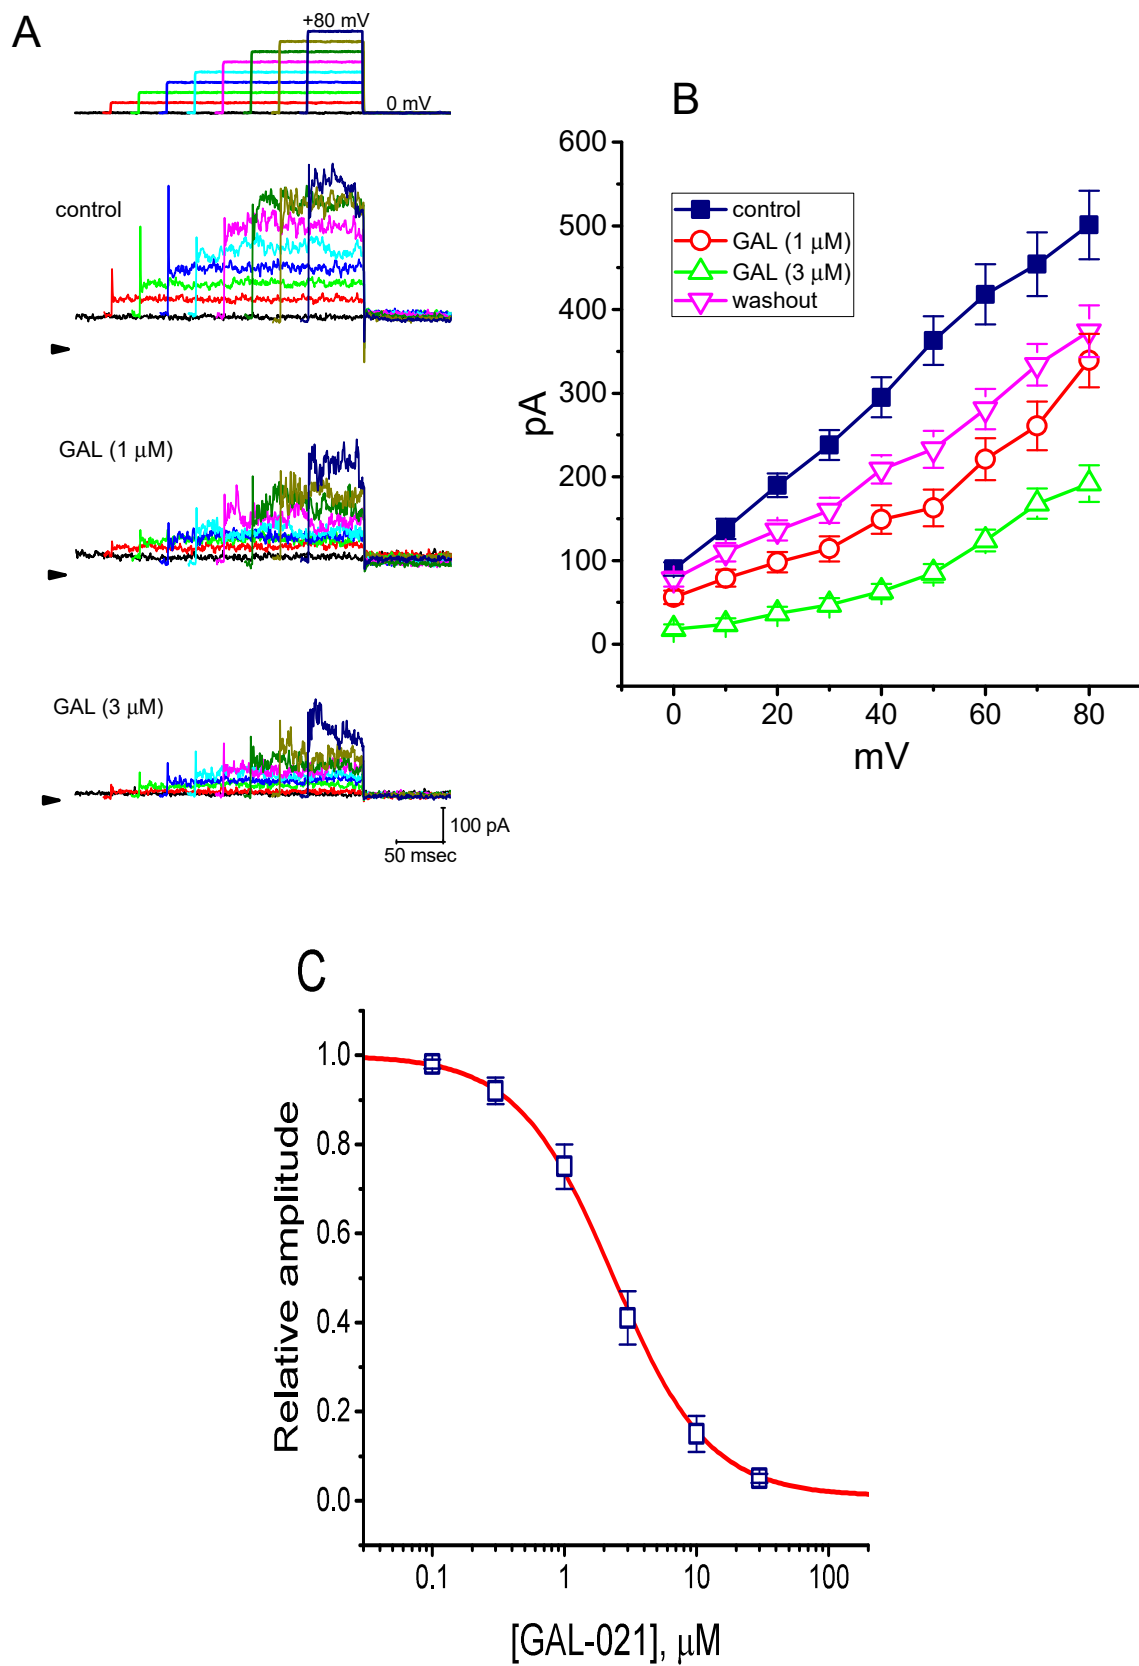 A
+80 mV
0 mV
control
GAL (1 μM)
GAL (3 μM)
100 pA
50 msec
B
600
500
400
300
200
100
0
pA
control
GAL (1 μM)
GAL (3 μM)
washout
0 20 40 60 80
mV
C
1.0
0.8
0.6
0.4
0.2
0.0
Relative amplitude
0.1 1 10 100
[GAL-021], μM